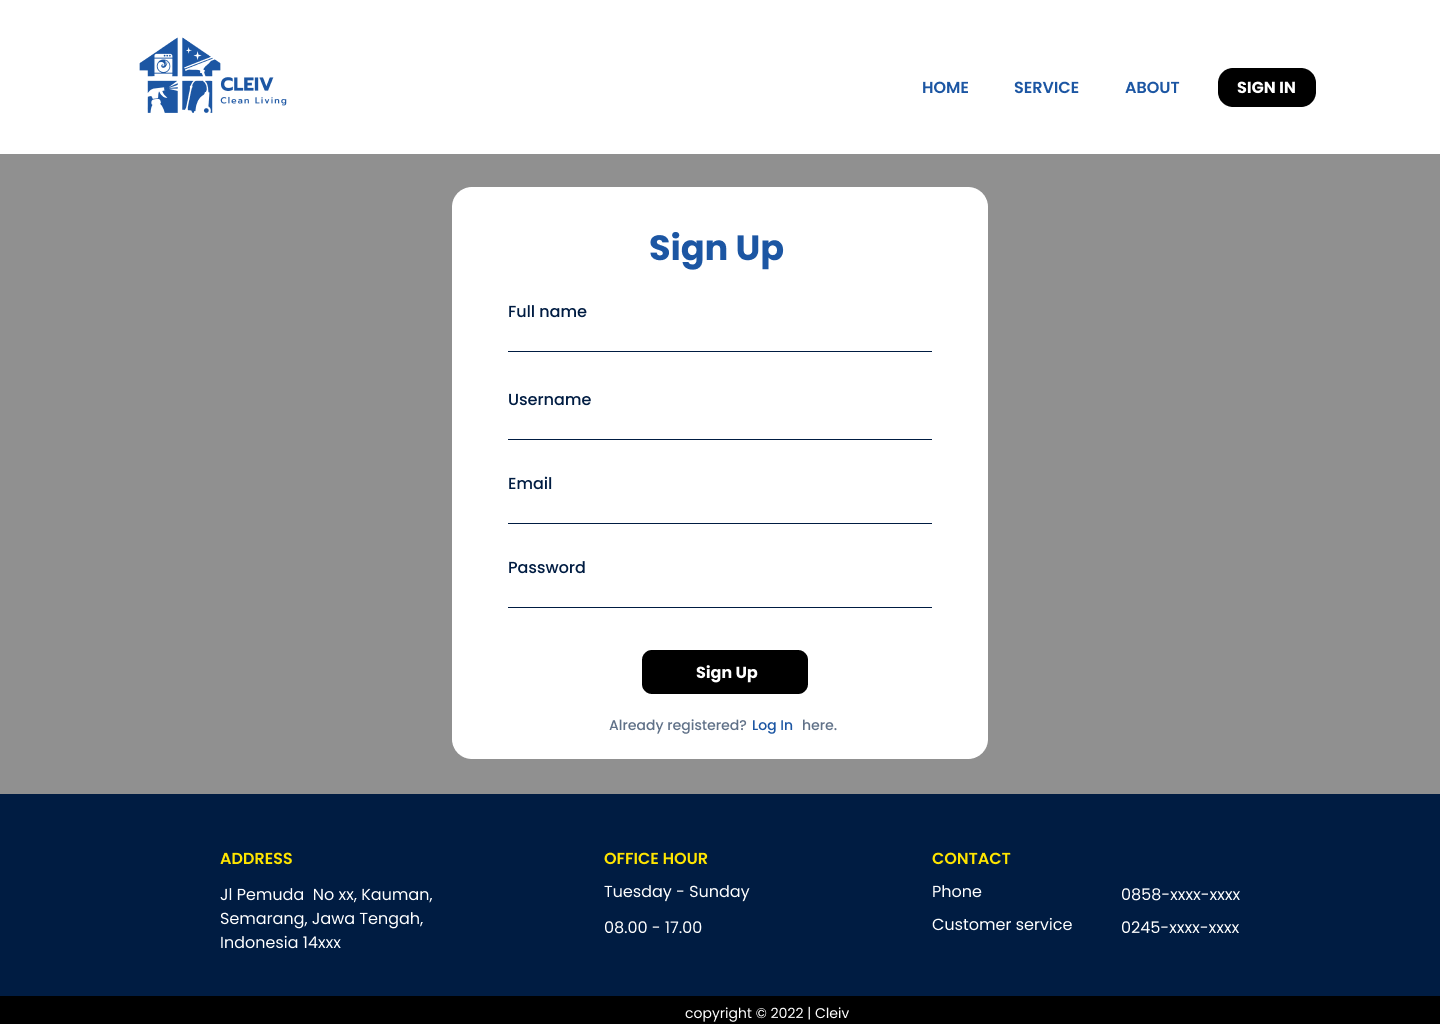 CLEIV
Clean Living
HOME
SERVICE
ABOUT
SIGN IN
Sign Up
Full name
Username
Email
Password
Sign Up
Already registered? Log In here.
ADDRESS
Jl Pemuda  No xx, Kauman,
Semarang, Jawa Tengah,
Indonesia 14xxx
OFFICE HOUR
Tuesday - Sunday
08.00 - 17.00
CONTACT
Phone 0858-xxxx-xxxx
Customer service 0245-xxxx-xxxx
copyright © 2022 | Cleiv